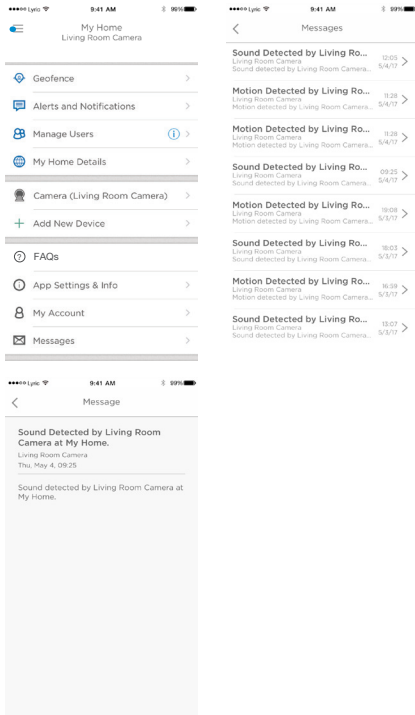 Lyric 9:41 AM 99%
My Home
Living Room Camera
Geofence
Alerts and Notifications
Manage Users
My Home Details
Camera (Living Room Camera)
Add New Device
FAQs
App Settings & Info
My Account
Messages
Lyric 9:41 AM 99%
Messages
Sound Detected by Living Ro...
Living Room Camera
Sound detected by Living Room Camera...
12:05
5/4/17
Motion Detected by Living Ro...
Living Room Camera
Motion detected by Living Room Camera...
11:28
5/4/17
Motion Detected by Living Ro...
Living Room Camera
Motion detected by Living Room Camera...
11:28
5/4/17
Sound Detected by Living Ro...
Living Room Camera
Sound detected by Living Room Camera...
09:25
5/4/17
Motion Detected by Living Ro...
Living Room Camera
Motion detected by Living Room Camera...
19:08
5/3/17
Sound Detected by Living Ro...
Living Room Camera
Sound detected by Living Room Camera...
18:03
5/3/17
Motion Detected by Living Ro...
Living Room Camera
Motion detected by Living Room Camera...
16:59
5/3/17
Sound Detected by Living Ro...
Living Room Camera
Sound detected by Living Room Camera...
13:07
5/3/17
Lyric 9:41 AM 99%
Message
Sound Detected by Living Room
Camera at My Home.
Living Room Camera
Thu, May 4, 09:25
Sound detected by Living Room Camera at
My Home.